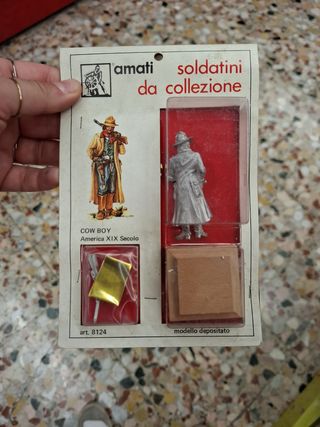 amati soldatini
da collezione
COW BOY
America XIX Secolo
art. 8124
modello depositato